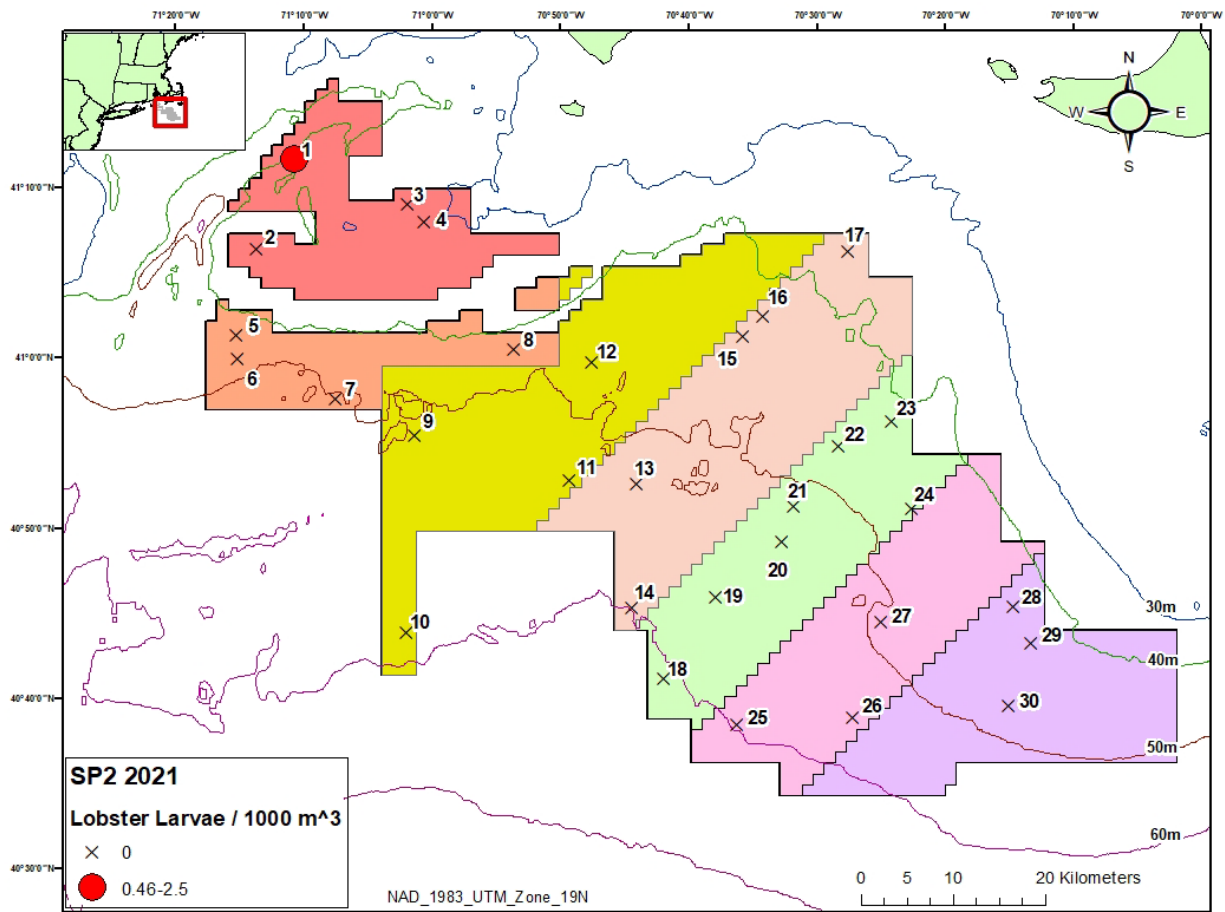 71°20'0"W 71°10'0"W 71°0'0"W 70°50'0"W 70°40'0"W 70°30'0"W 70°20'0"W 70°10'0"W 70°0'0"W
N
W E
S
1
41°10'0"N
3
4
2
17
16
5
15
8
41°0'0"N
12
6
7
23
9
22
11
13
21
24
40°50'0"N
20
14
19
28
30m
27
10
29
40m
18
40°40'0"N
30
26
25
50m
SP2 2021
Lobster Larvae / 1000 m^3
0
0.46-2.5
60m
40°30'0"N
0 5 10 20 Kilometers
NAD_1983_UTM_Zone_19N